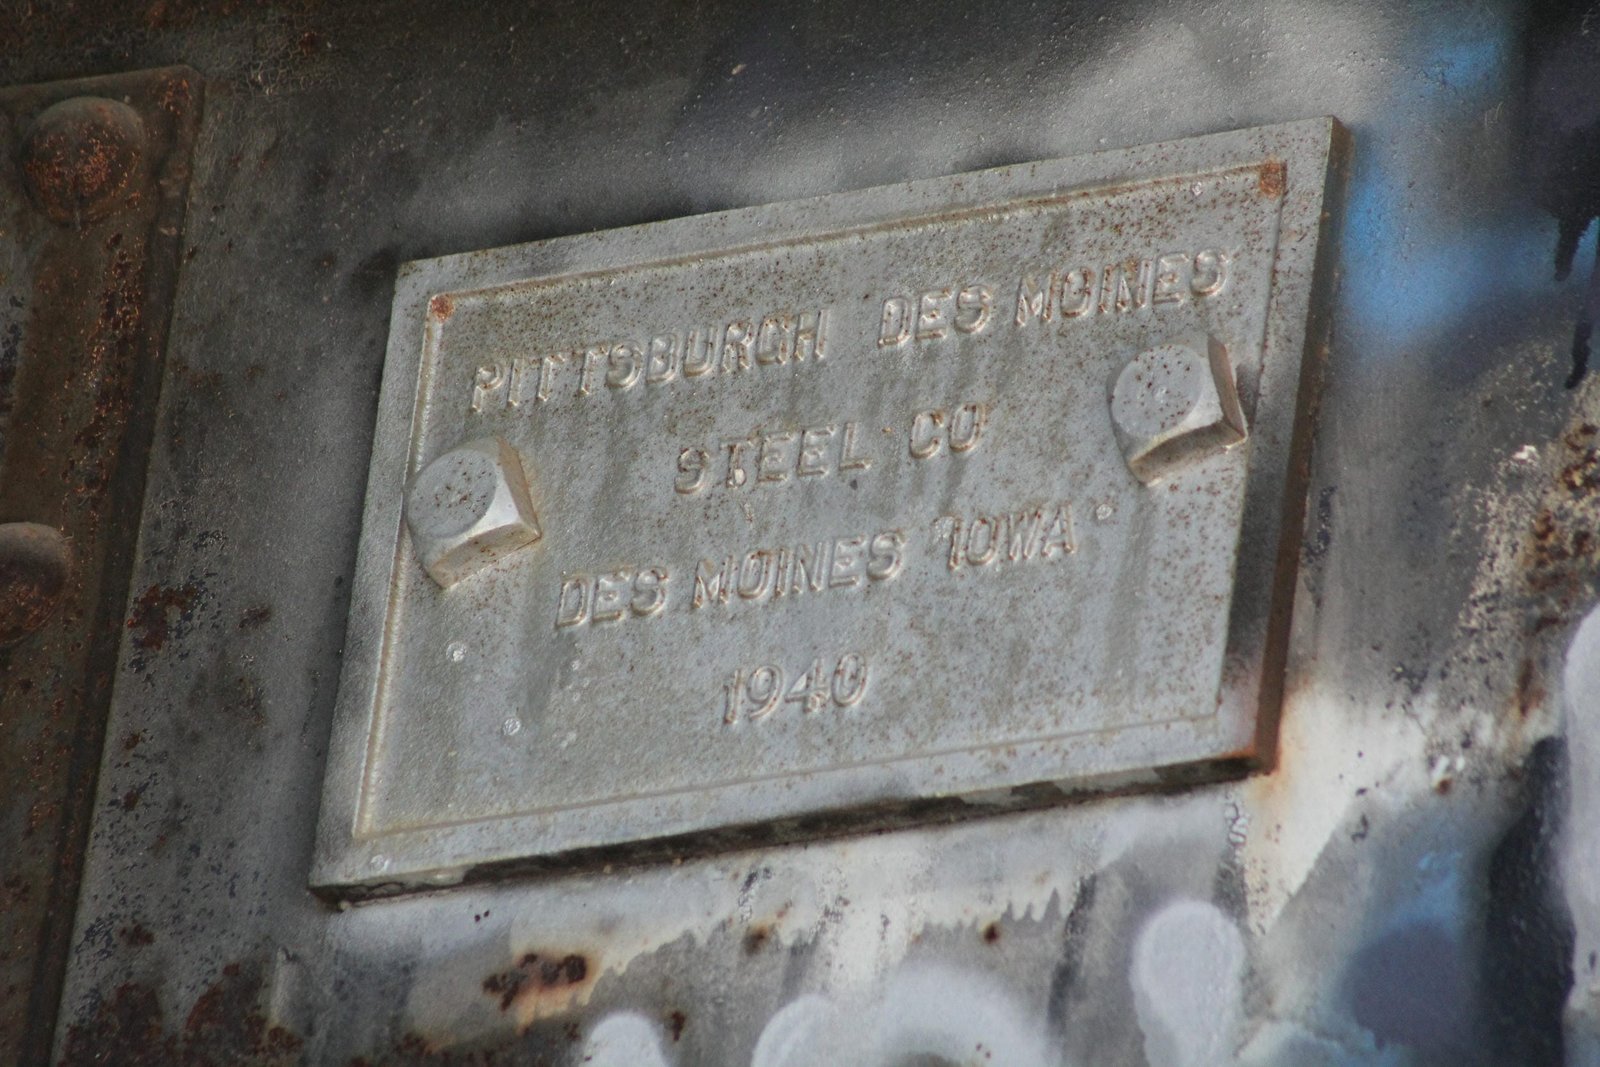 PITTSBURGH DES MOINES
STEEL CO
DES MOINES IOWA
1940